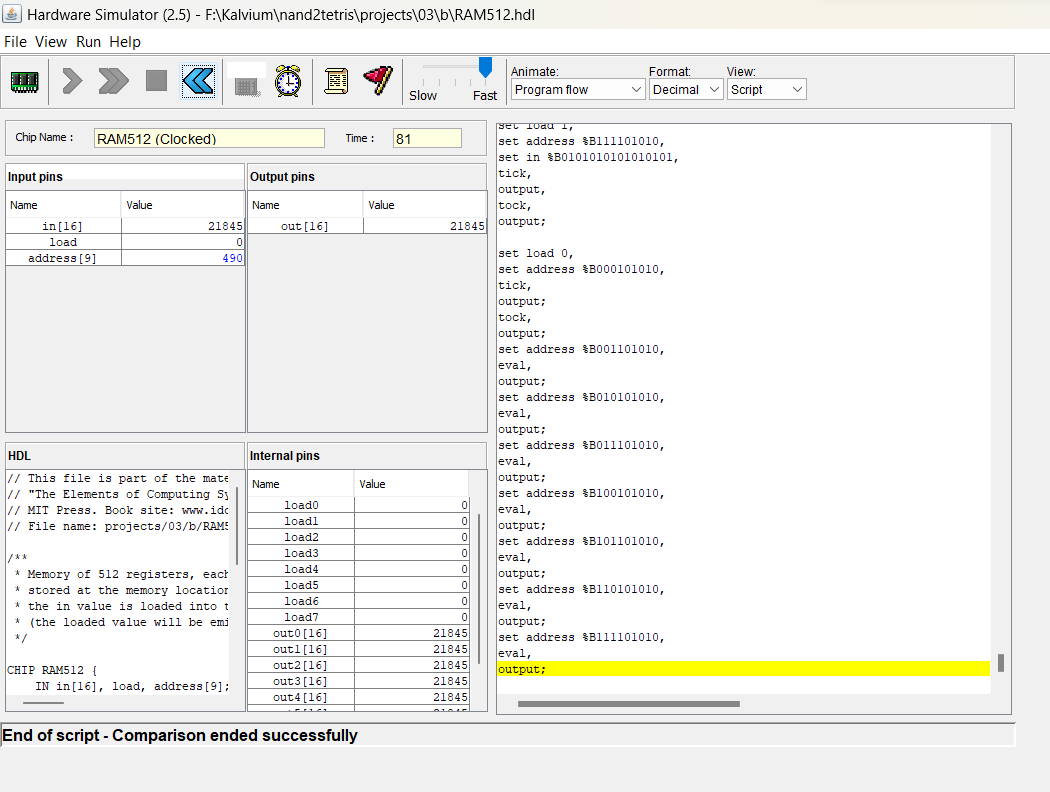 Hardware Simulator (2.5) - F:\Kalvium\nand2tetris\projects\03\b\RAM512.hdl
File View Run Help
Slow Fast
Animate: Format: View:
Program flow Decimal Script
Chip Name : RAM512 (Clocked) Time : 81
Input pins
Name Value
in[16] 21845
load 0
address[9] 490
Output pins
Name Value
out[16] 21845
HDL
// This file is part of the mate
// "The Elements of Computing Sy
// MIT Press. Book site: www.idc
// File name: projects/03/b/RAM5
/**
* Memory of 512 registers, each
* stored at the memory location
* the in value is loaded into t
* (the loaded value will be emi
*/
CHIP RAM512 {
IN in[16], load, address[9];
Internal pins
Name Value
load0 0
load1 0
load2 0
load3 0
load4 0
load5 0
load6 0
load7 0
out0[16] 21845
out1[16] 21845
out2[16] 21845
out3[16] 21845
out4[16] 21845
set load 1,
set address %B111101010,
set in %B0101010101010101,
tick,
output,
tock,
output;
set load 0,
set address %B000101010,
tick,
output;
tock,
output;
set address %B001101010,
eval,
output;
set address %B010101010,
eval,
output;
set address %B011101010,
eval,
output;
set address %B100101010,
eval,
output;
set address %B101101010,
eval,
output;
set address %B110101010,
eval,
output;
set address %B111101010,
eval,
output;
End of script - Comparison ended successfully